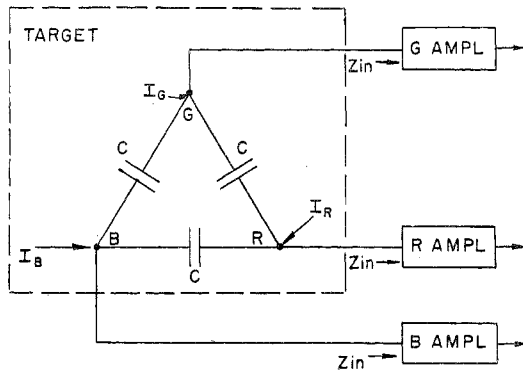 TARGET
G AMPL
Zin
I_G
G
C
C
I_R
B
R
I_B
C
R AMPL
Zin
B AMPL
Zin